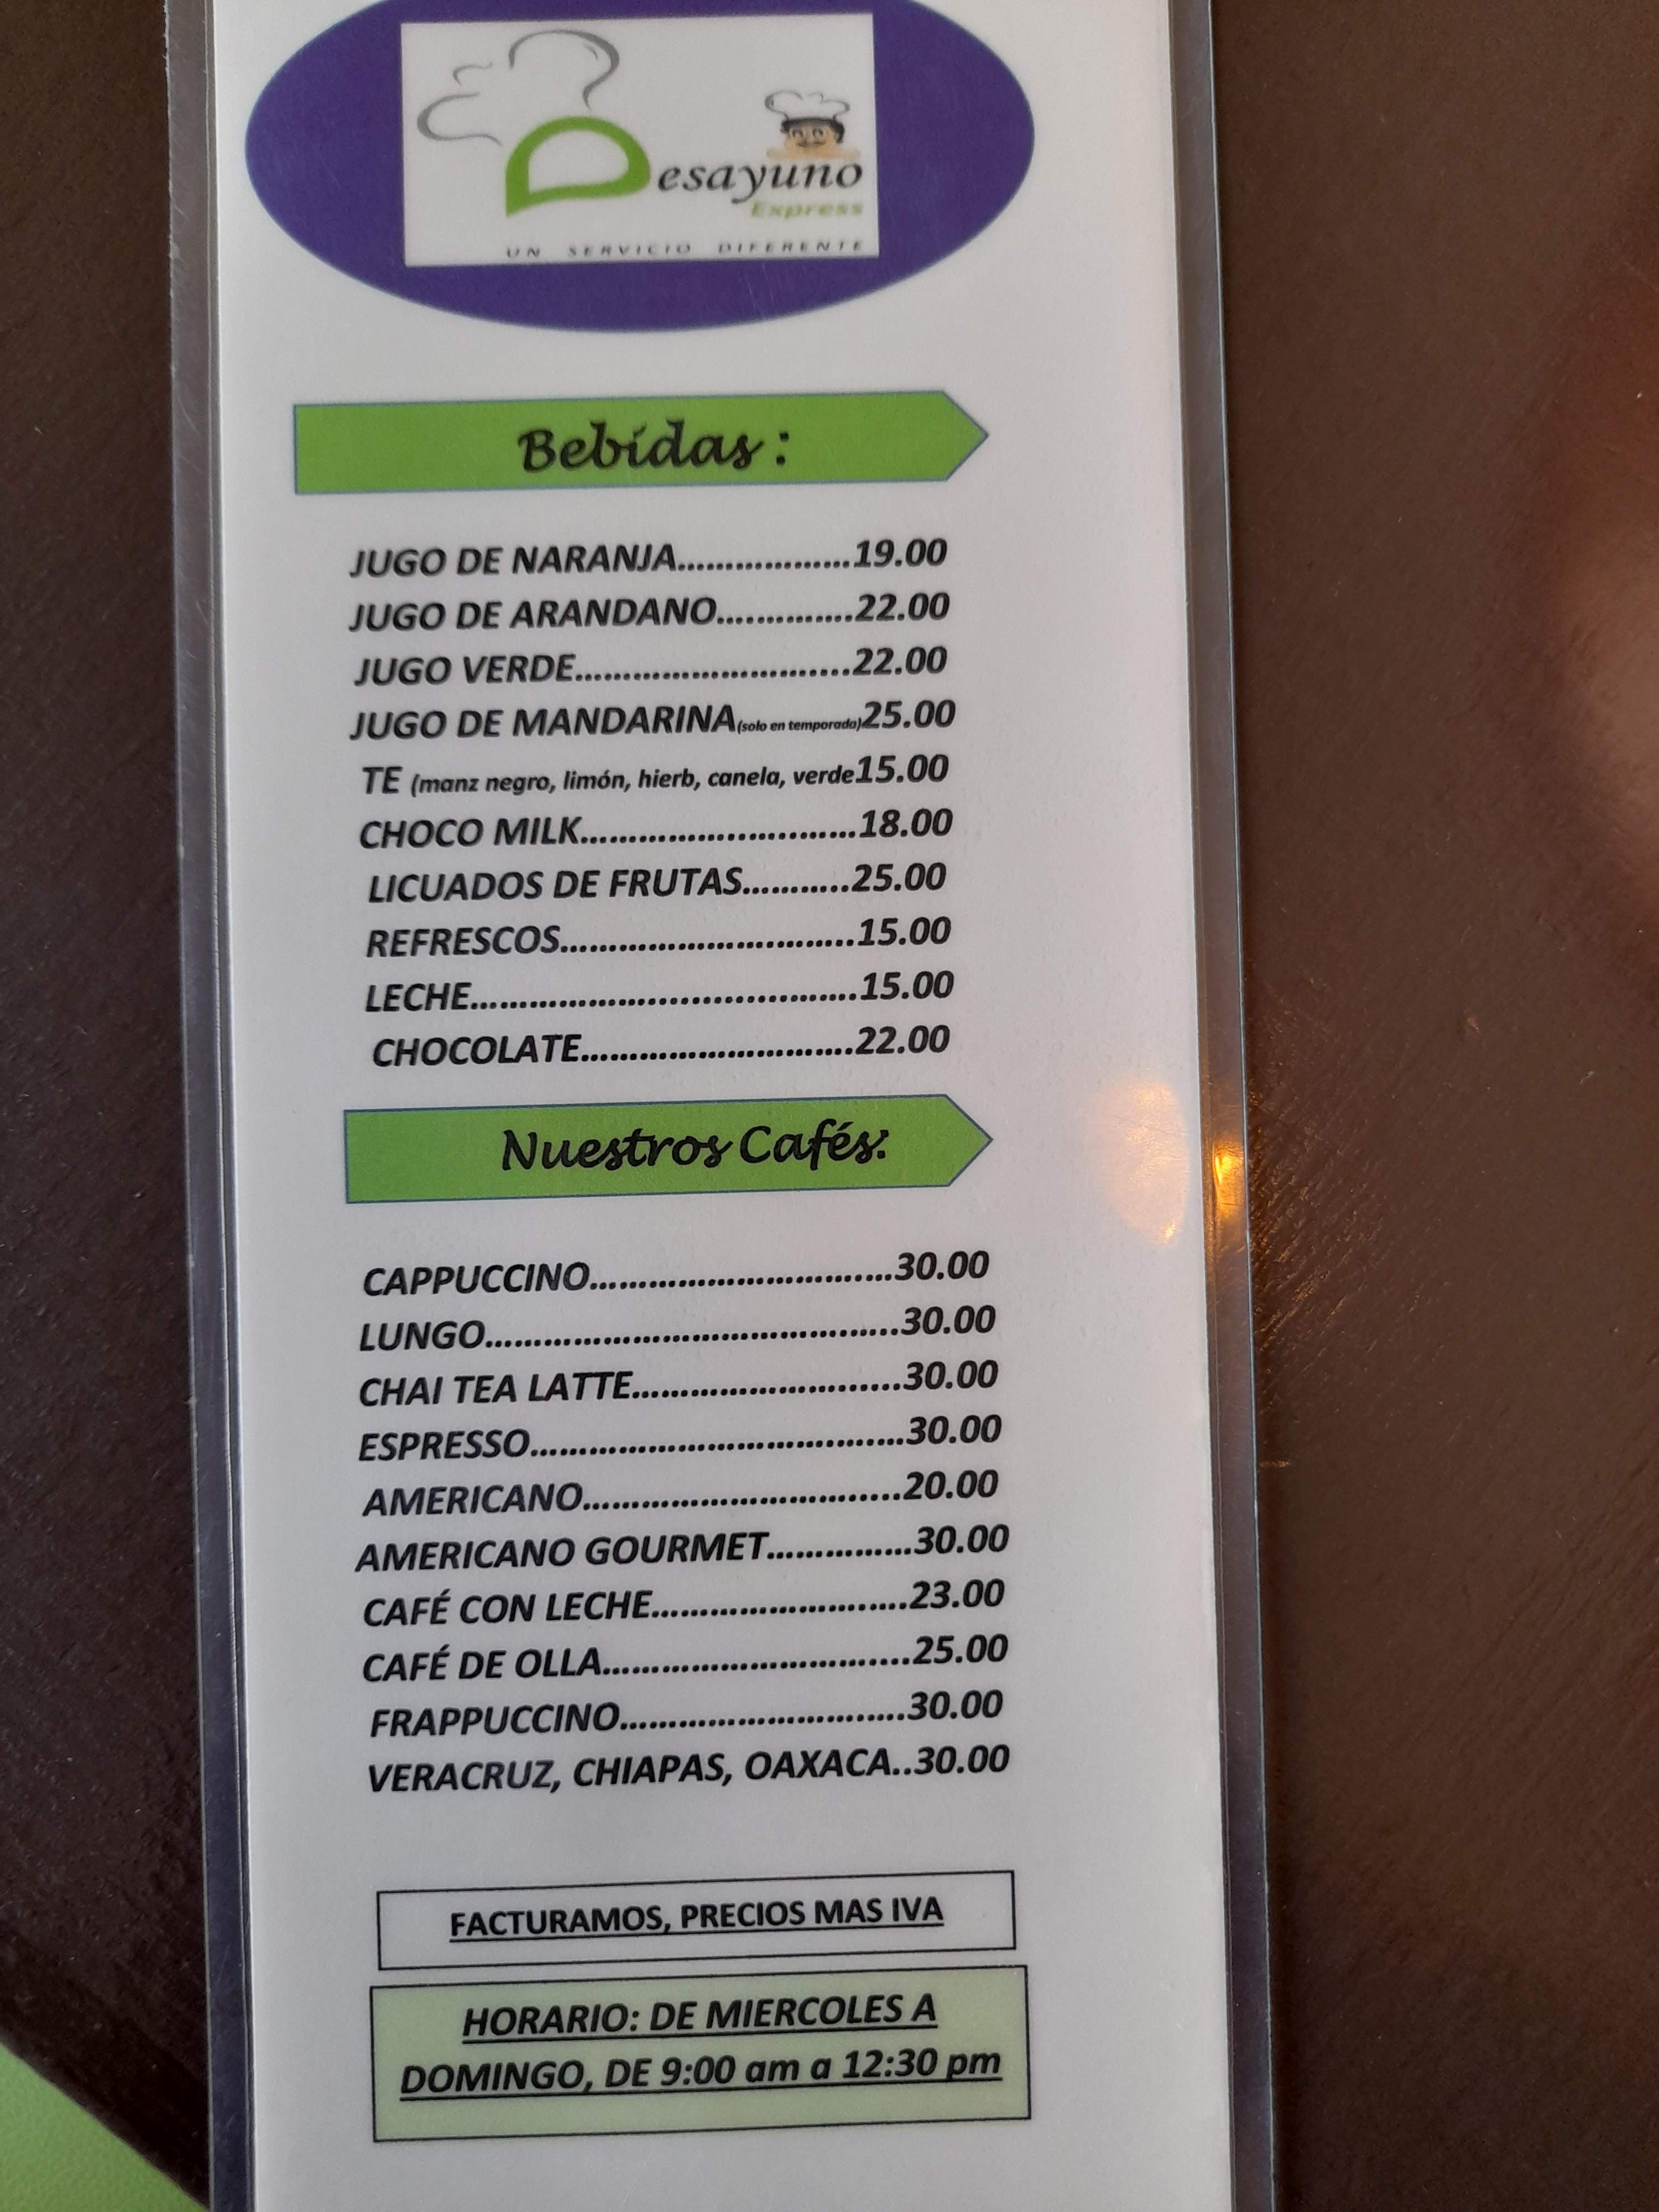 Desayuno
Express
UN SERVICIO DIFERENTE
Bebidas :
JUGO DE NARANJA..................19.00
JUGO DE ARANDANO..............22.00
JUGO VERDE.............................22.00
JUGO DE MANDARINA(solo en temporada)25.00
TE (manz negro, limón, hierb, canela, verde15.00
CHOCO MILK.............................18.00
LICUADOS DE FRUTAS...........25.00
REFRESCOS...............................15.00
LECHE.........................................15.00
CHOCOLATE.............................22.00
Nuestros Cafés:
CAPPUCCINO................................30.00
LUNGO............................................30.00
CHAI TEA LATTE............................30.00
ESPRESSO.......................................30.00
AMERICANO..................................20.00
AMERICANO GOURMET...............30.00
CAFÉ CON LECHE...........................23.00
CAFÉ DE OLLA................................25.00
FRAPPUCCINO..............................30.00
VERACRUZ, CHIAPAS, OAXACA..30.00
FACTURAMOS, PRECIOS MAS IVA
HORARIO: DE MIERCOLES A
DOMINGO, DE 9:00 am a 12:30 pm